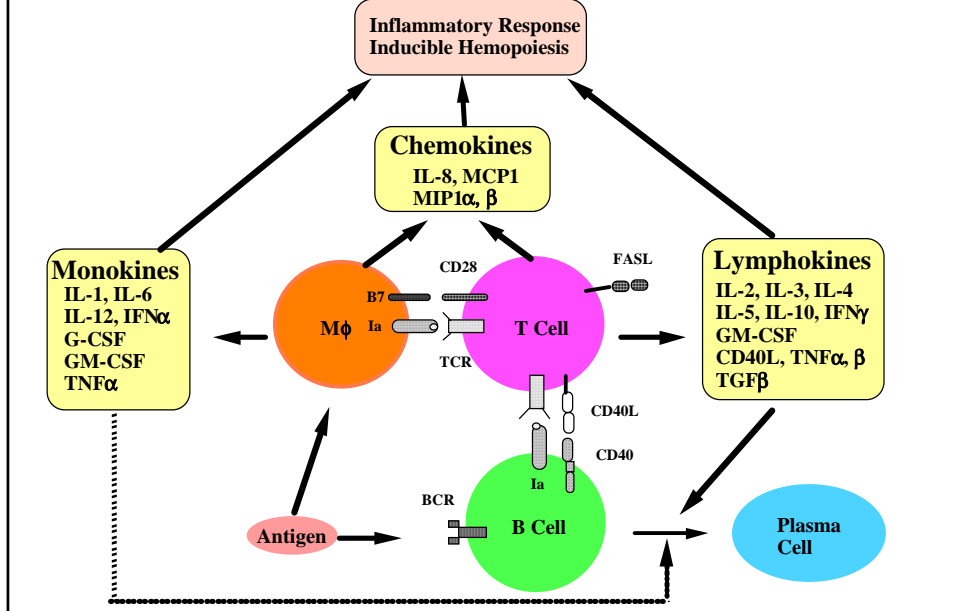 Inflammatory Response
Inducible Hemopoiesis
Chemokines
IL-8, MCP1
MIP1α, β
Monokines
IL-1, IL-6
IL-12, IFNα
G-CSF
GM-CSF
TNFα
CD28
B7
Mϕ
Ia
T Cell
TCR
FASL
Lymphokines
IL-2, IL-3, IL-4
IL-5, IL-10, IFNγ
GM-CSF
CD40L, TNFα, β
TGFβ
CD40L
CD40
Ia
BCR
B Cell
Antigen
Plasma
Cell